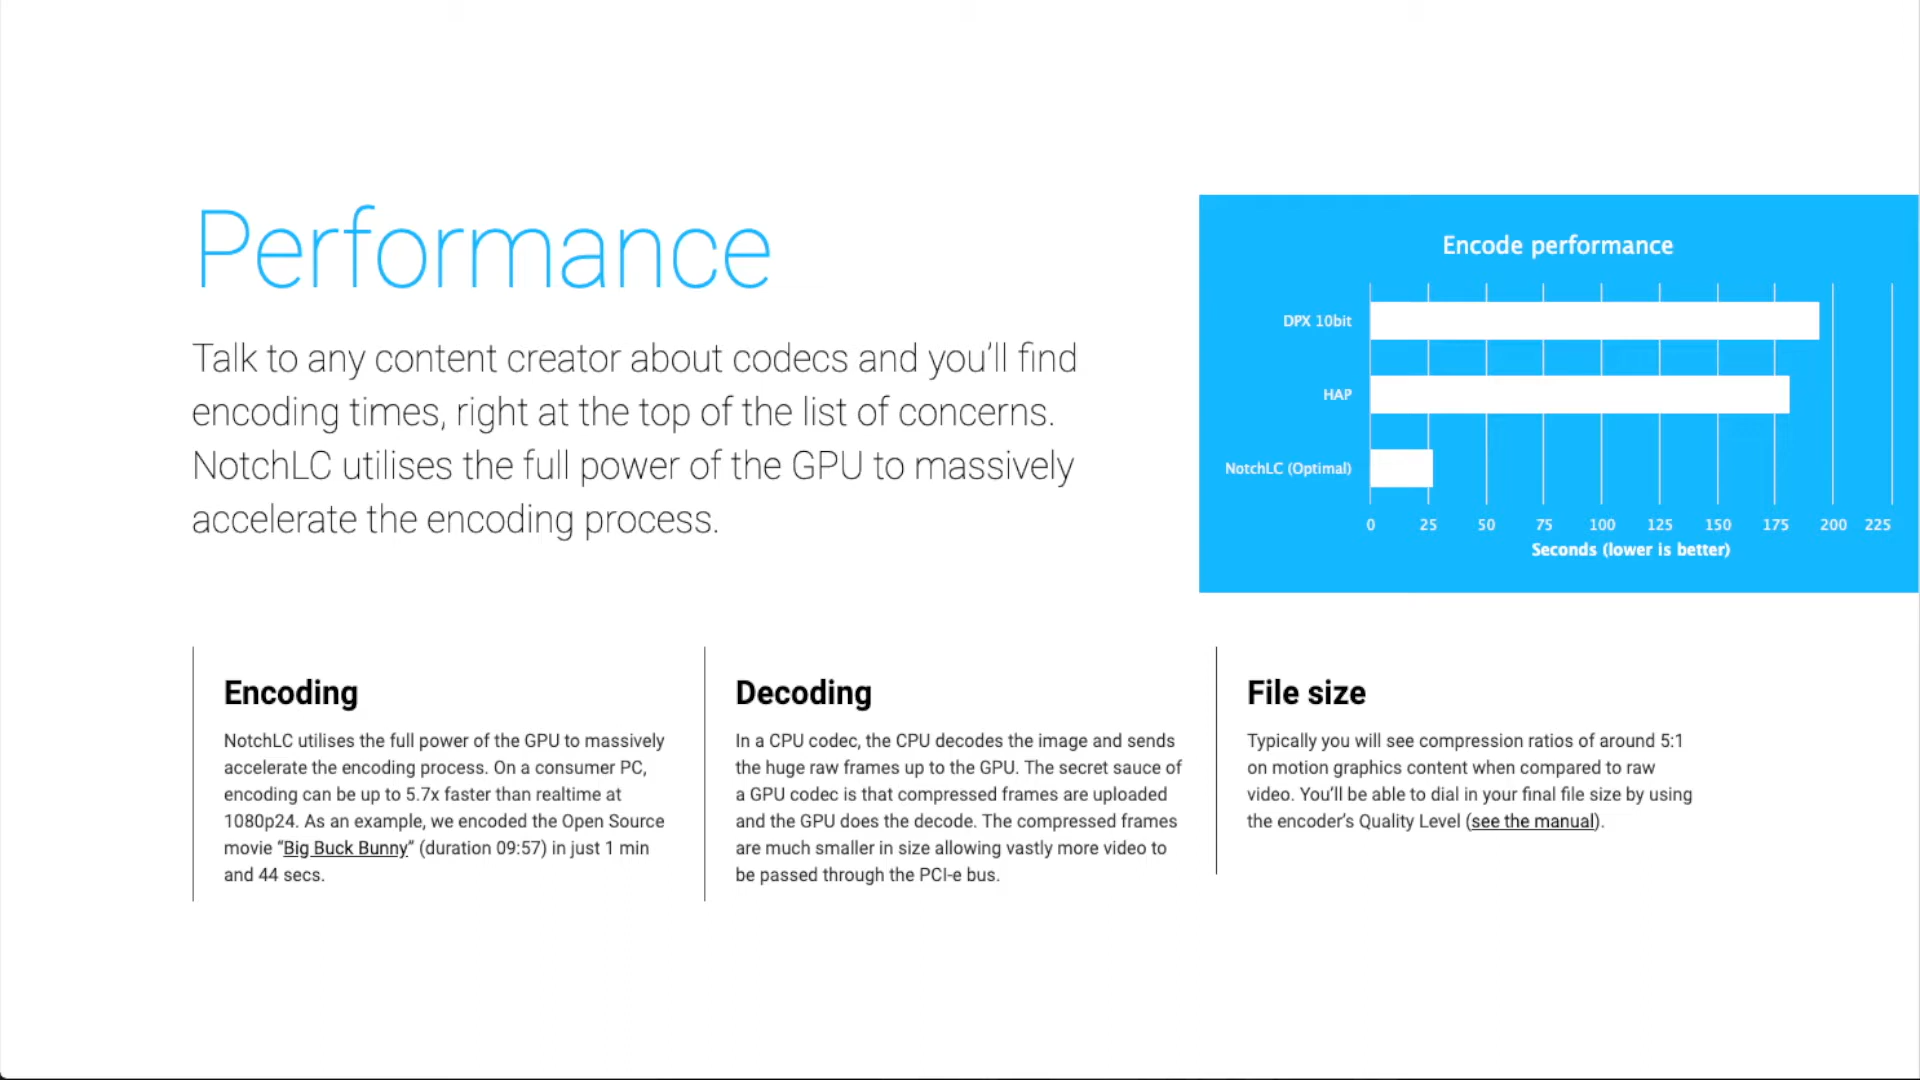 Performance
Talk to any content creator about codecs and you’ll find
encoding times, right at the top of the list of concerns.
NotchLC utilises the full power of the GPU to massively
accelerate the encoding process.
Encode performance
DPX 10bit
HAP
NotchLC (Optimal)
0 25 50 75 100 125 150 175 200 225
Seconds (lower is better)
Encoding
NotchLC utilises the full power of the GPU to massively
accelerate the encoding process. On a consumer PC,
encoding can be up to 5.7x faster than realtime at
1080p24. As an example, we encoded the Open Source
movie “Big Buck Bunny” (duration 09:57) in just 1 min
and 44 secs.
Decoding
In a CPU codec, the CPU decodes the image and sends
the huge raw frames up to the GPU. The secret sauce of
a GPU codec is that compressed frames are uploaded
and the GPU does the decode. The compressed frames
are much smaller in size allowing vastly more video to
be passed through the PCI-e bus.
File size
Typically you will see compression ratios of around 5:1
on motion graphics content when compared to raw
video. You’ll be able to dial in your final file size by using
the encoder’s Quality Level (see the manual).